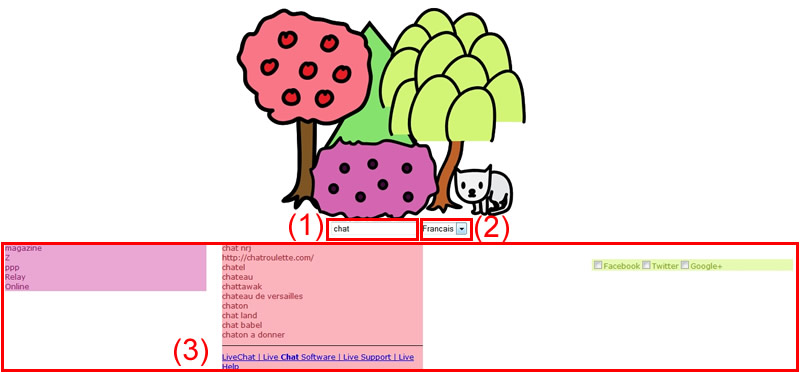 (1)
chat
Francais
(2)
magazine
Z
ppp
Relay
Online
chat nrj
http://chatroulette.com/
chatel
chateau
chattawak
chateau de versailles
chaton
chat land
chat babel
chaton a donner
LiveChat | Live Chat Software | Live Support | Live
Help
Facebook Twitter Google+
(3)